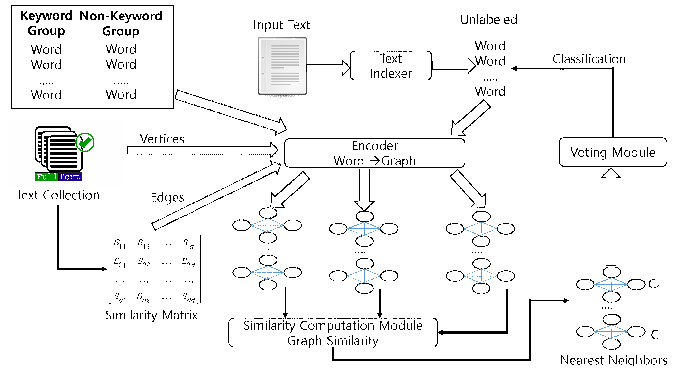 Keyword Group
Non-Keyword Group
Word Word
Word Word
..... .....
Word Word
Input Text
Text Indexer
Unlabeled
Word
Word
.....
Word
Classification
Voting Module
Vertices
Encoder
Word →Graph
Text Collection
Edges
Similarity Matrix
Similarity Computation Module
Graph Similarity
Nearest Neighbors